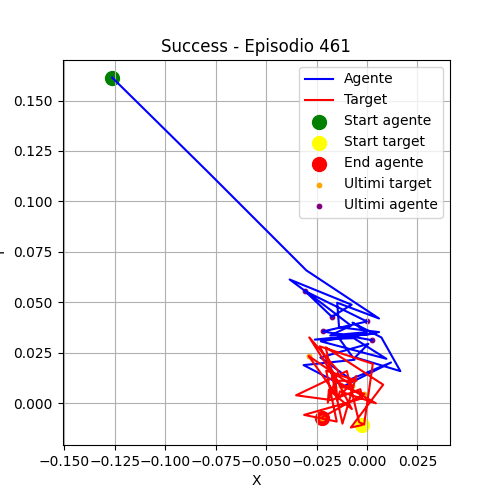 Success - Episodio 461
Agente
Target
Start agente
Start target
End agente
Ultimi target
Ultimi agente
0.150
0.125
0.100
0.075
0.050
0.025
0.000
−0.150 −0.125 −0.100 −0.075 −0.050 −0.025 0.000 0.025
X